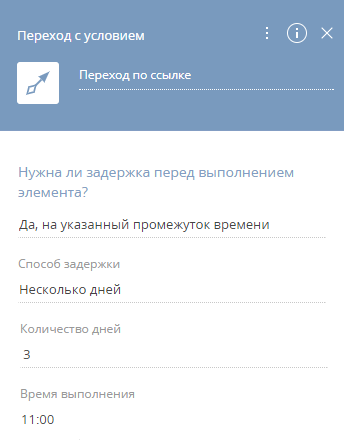 Переход с условием
Переход по ссылке
Нужна ли задержка перед выполнением
элемента?
Да, на указанный промежуток времени
Способ задержки
Несколько дней
Количество дней
3
Время выполнения
11:00